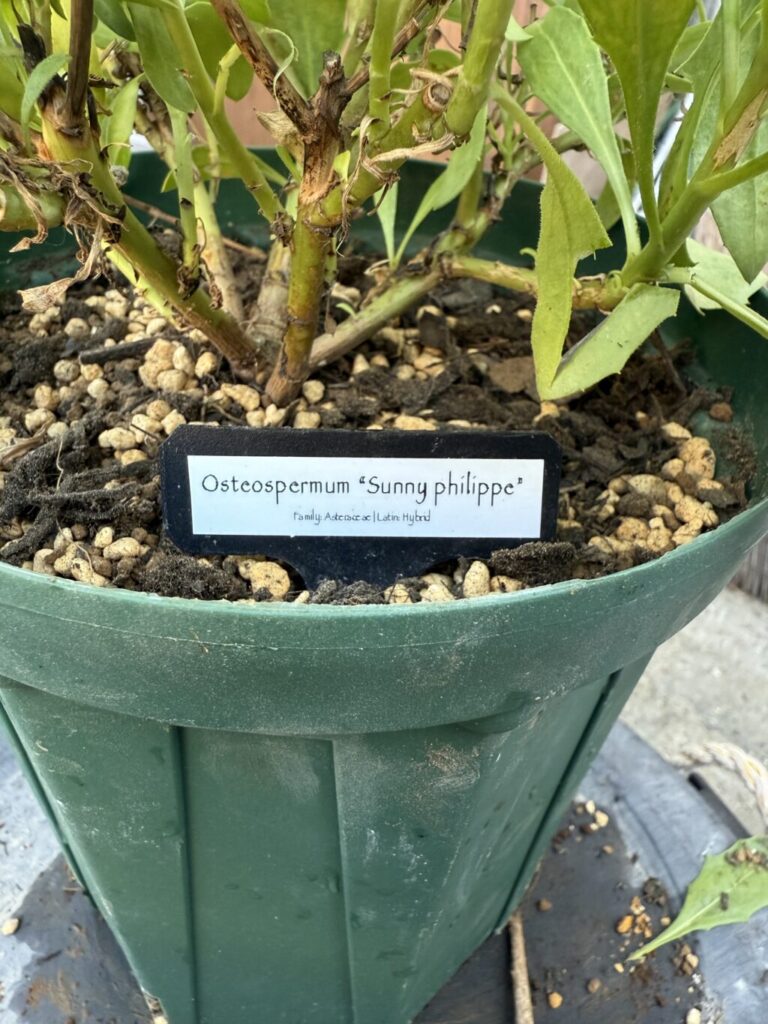 Osteospermum “Sunny philippe”
Family: Asteraceae | Latin: Hybrid